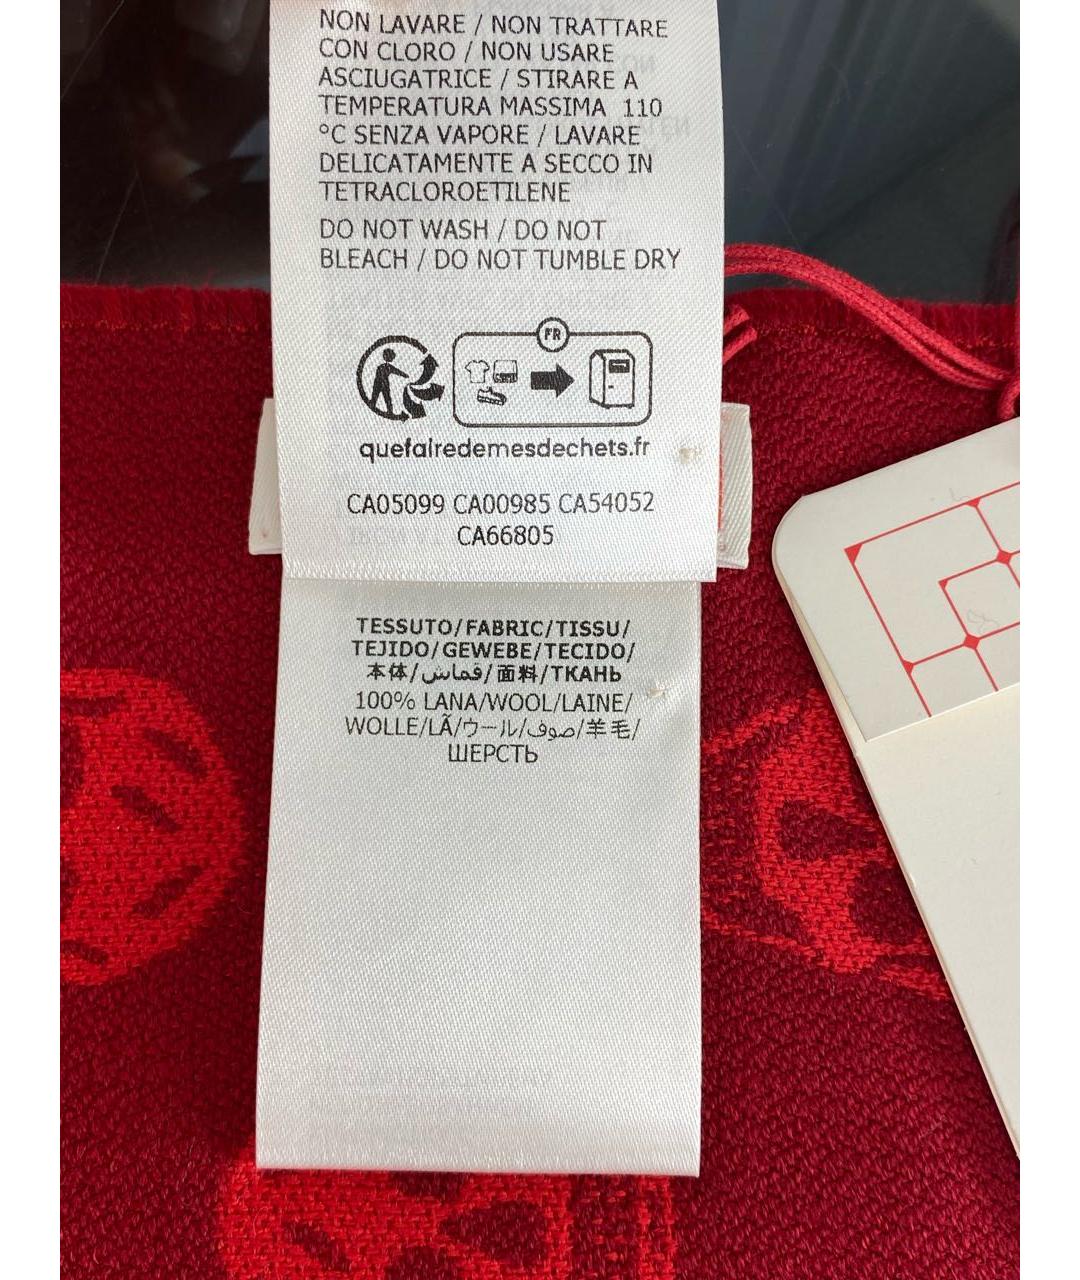 NON LAVARE / NON TRATTARE
CON CLORO / NON USARE
ASCIUGATRICE / STIRARE A
TEMPERATURA MASSIMA 110
°C SENZA VAPORE / LAVARE
DELICATAMENTE A SECCO IN
TETRACLOROETILENE
DO NOT WASH / DO NOT
BLEACH / DO NOT TUMBLE DRY
FR
quefairedemesdechets.fr
CA05099 CA00985 CA54052
CA66805
TESSUTO/FABRIC/TISSU/
TEJIDO/GEWEBE/TECIDO/
本体/قماش/面料/ТКАНЬ
100% LANA/WOOL/LAINE/
WOLLE/LÃ/ウール/صوف/羊毛/
ШЕРСТЬ